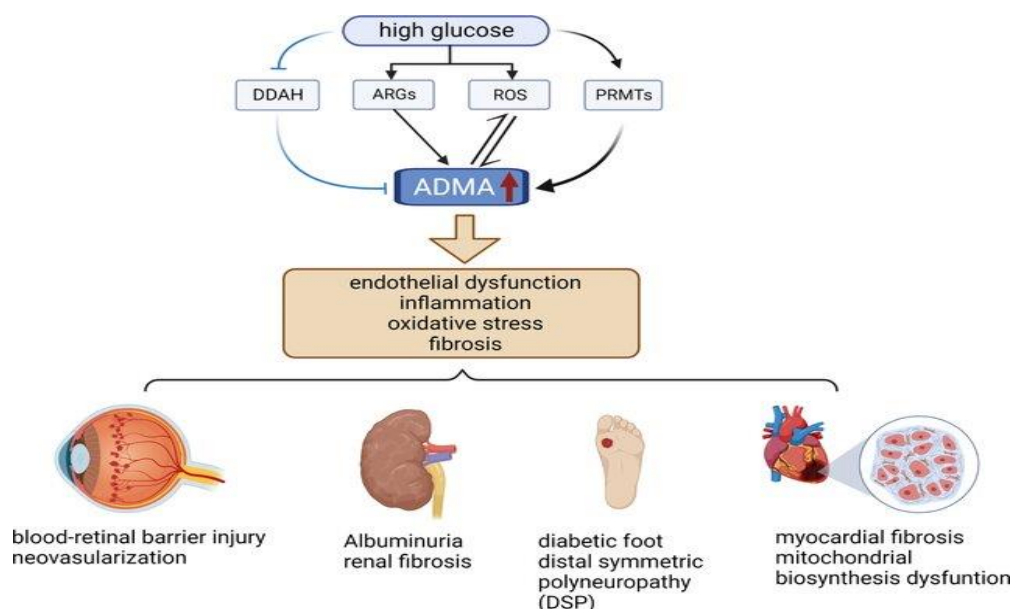 high glucose
DDAH
ARGs
ROS
PRMTs
ADMA
endothelial dysfunction
inflammation
oxidative stress
fibrosis
blood-retinal barrier injury
neovasularization
Albuminuria
renal fibrosis
diabetic foot
distal symmetric
polyneuropathy
(DSP)
myocardial fibrosis
mitochondrial
biosynthesis dysfuntion